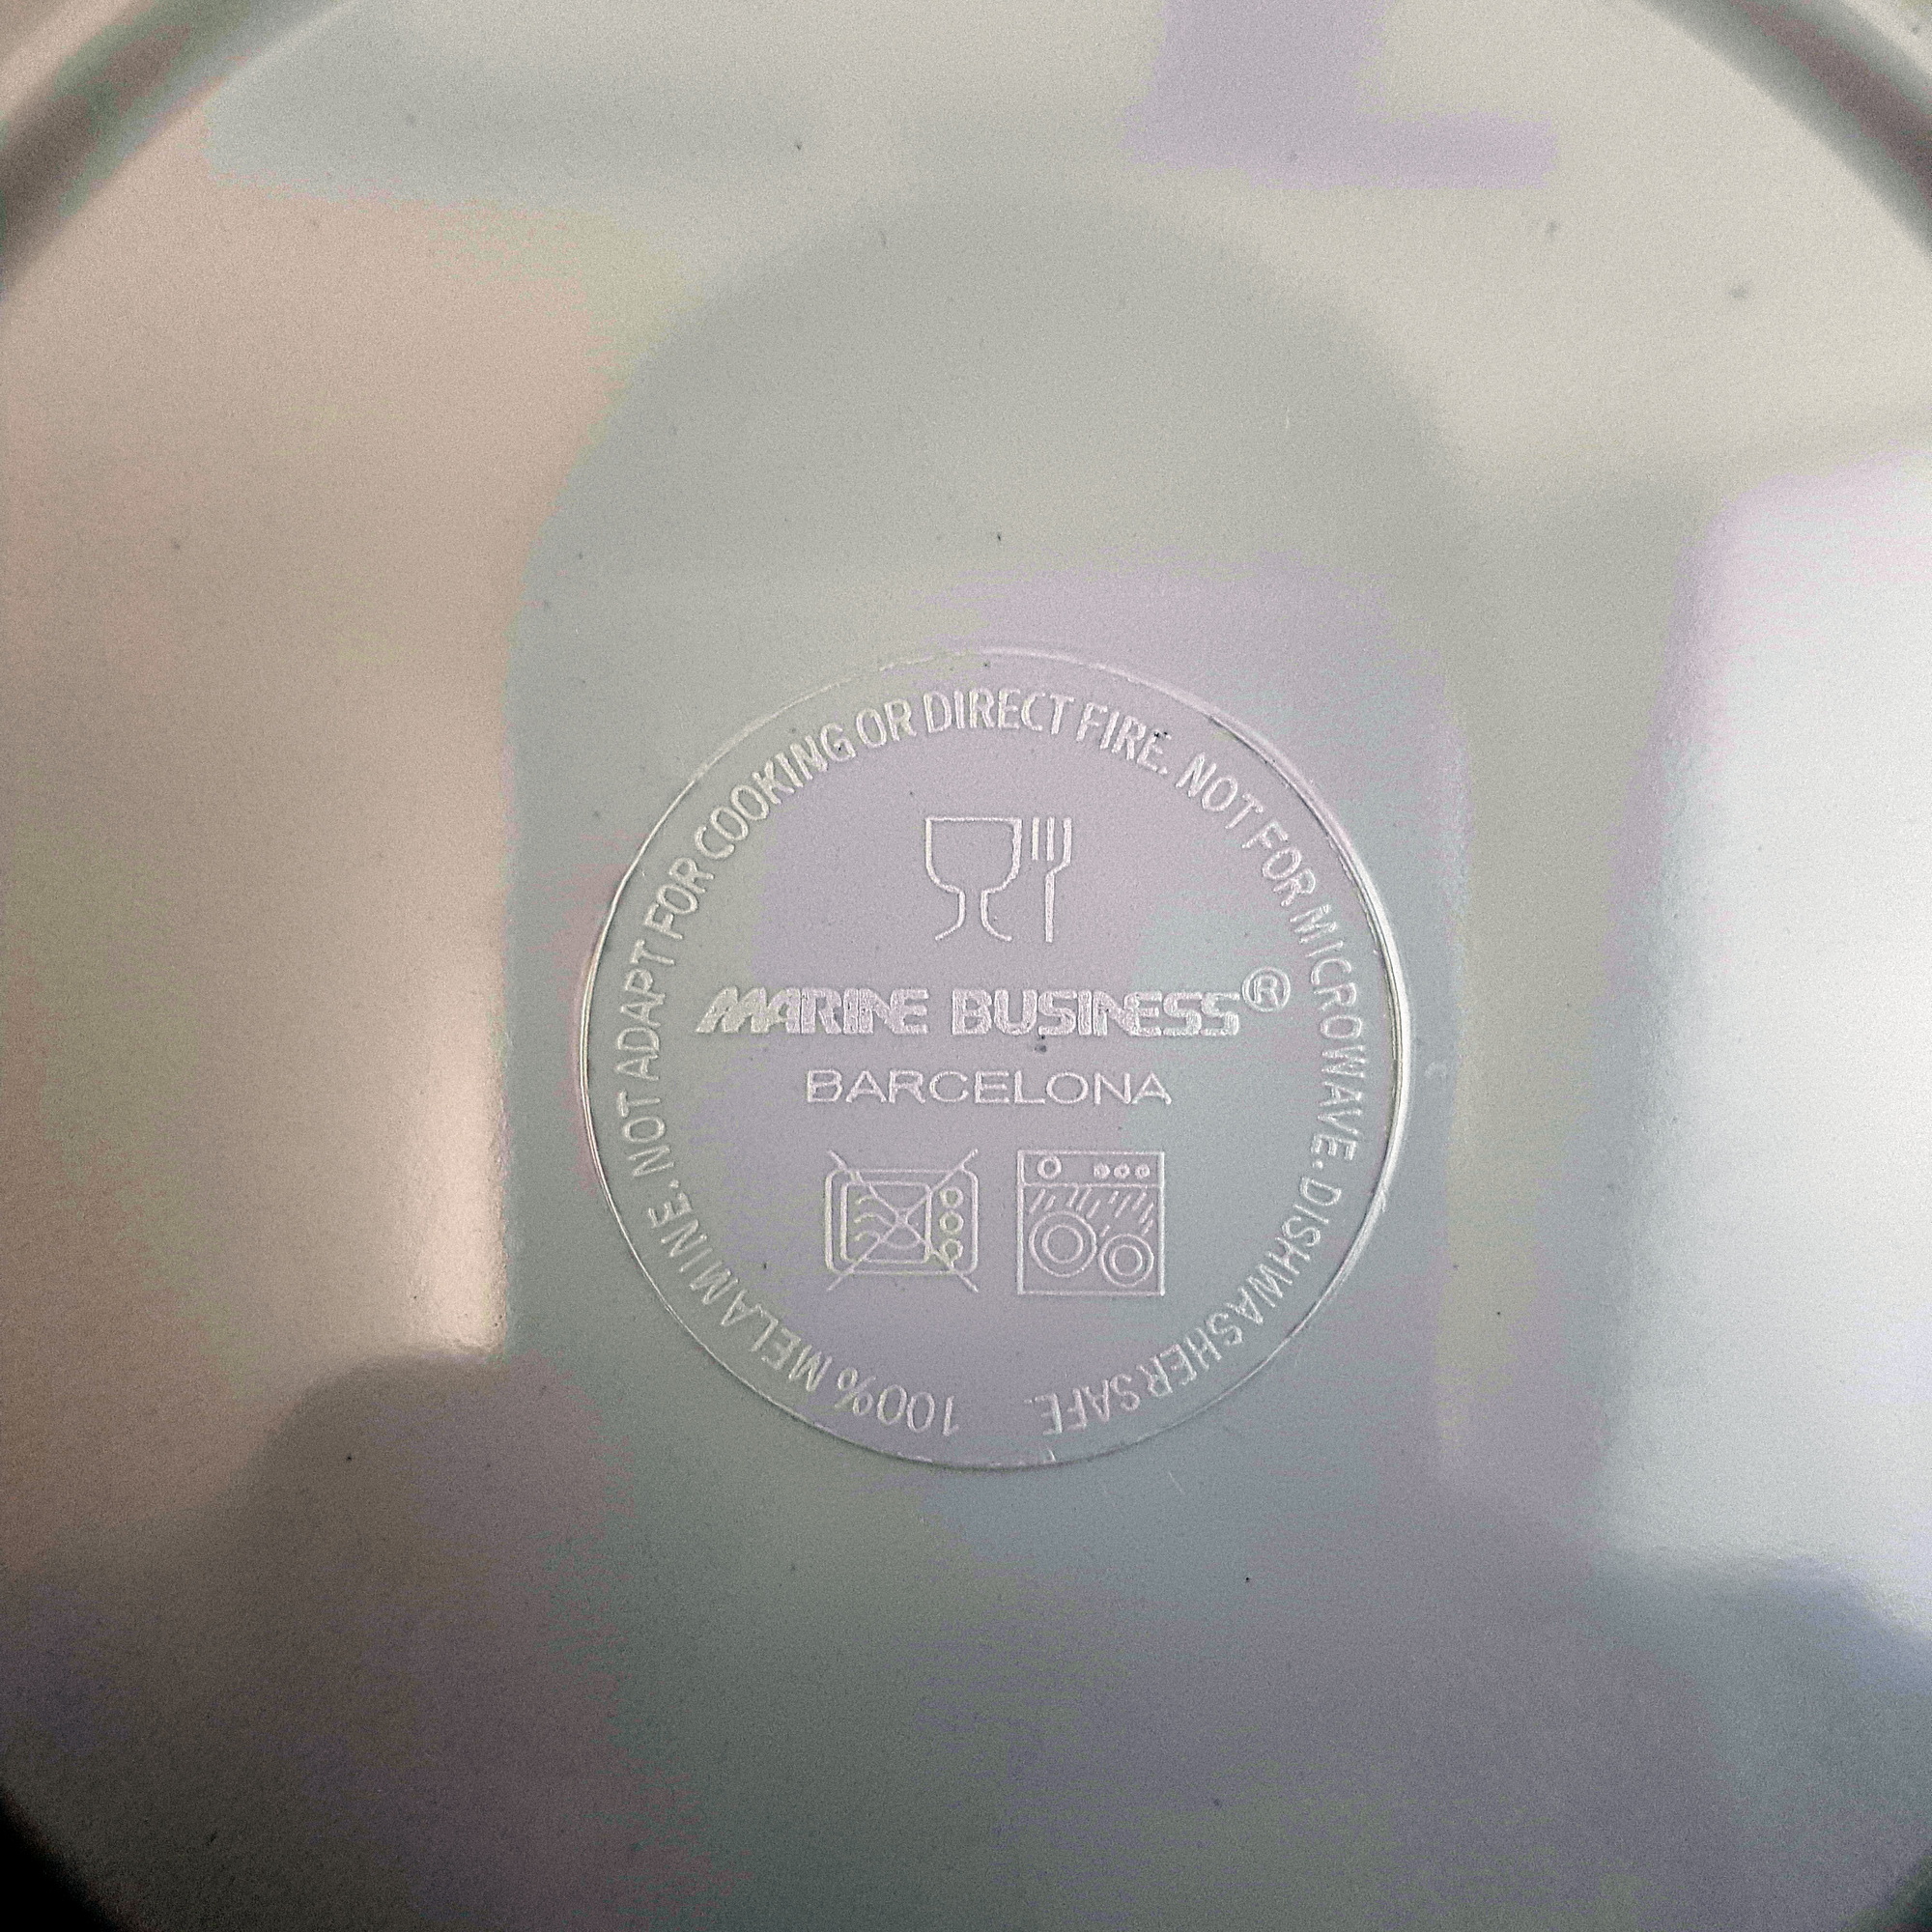 100% MELAMINE. NOT ADAPT FOR COOKING OR DIRECT FIRE. NOT FOR MICROWAVE. DISHWASHER SAFE.
MARINE BUSINESS®
BARCELONA